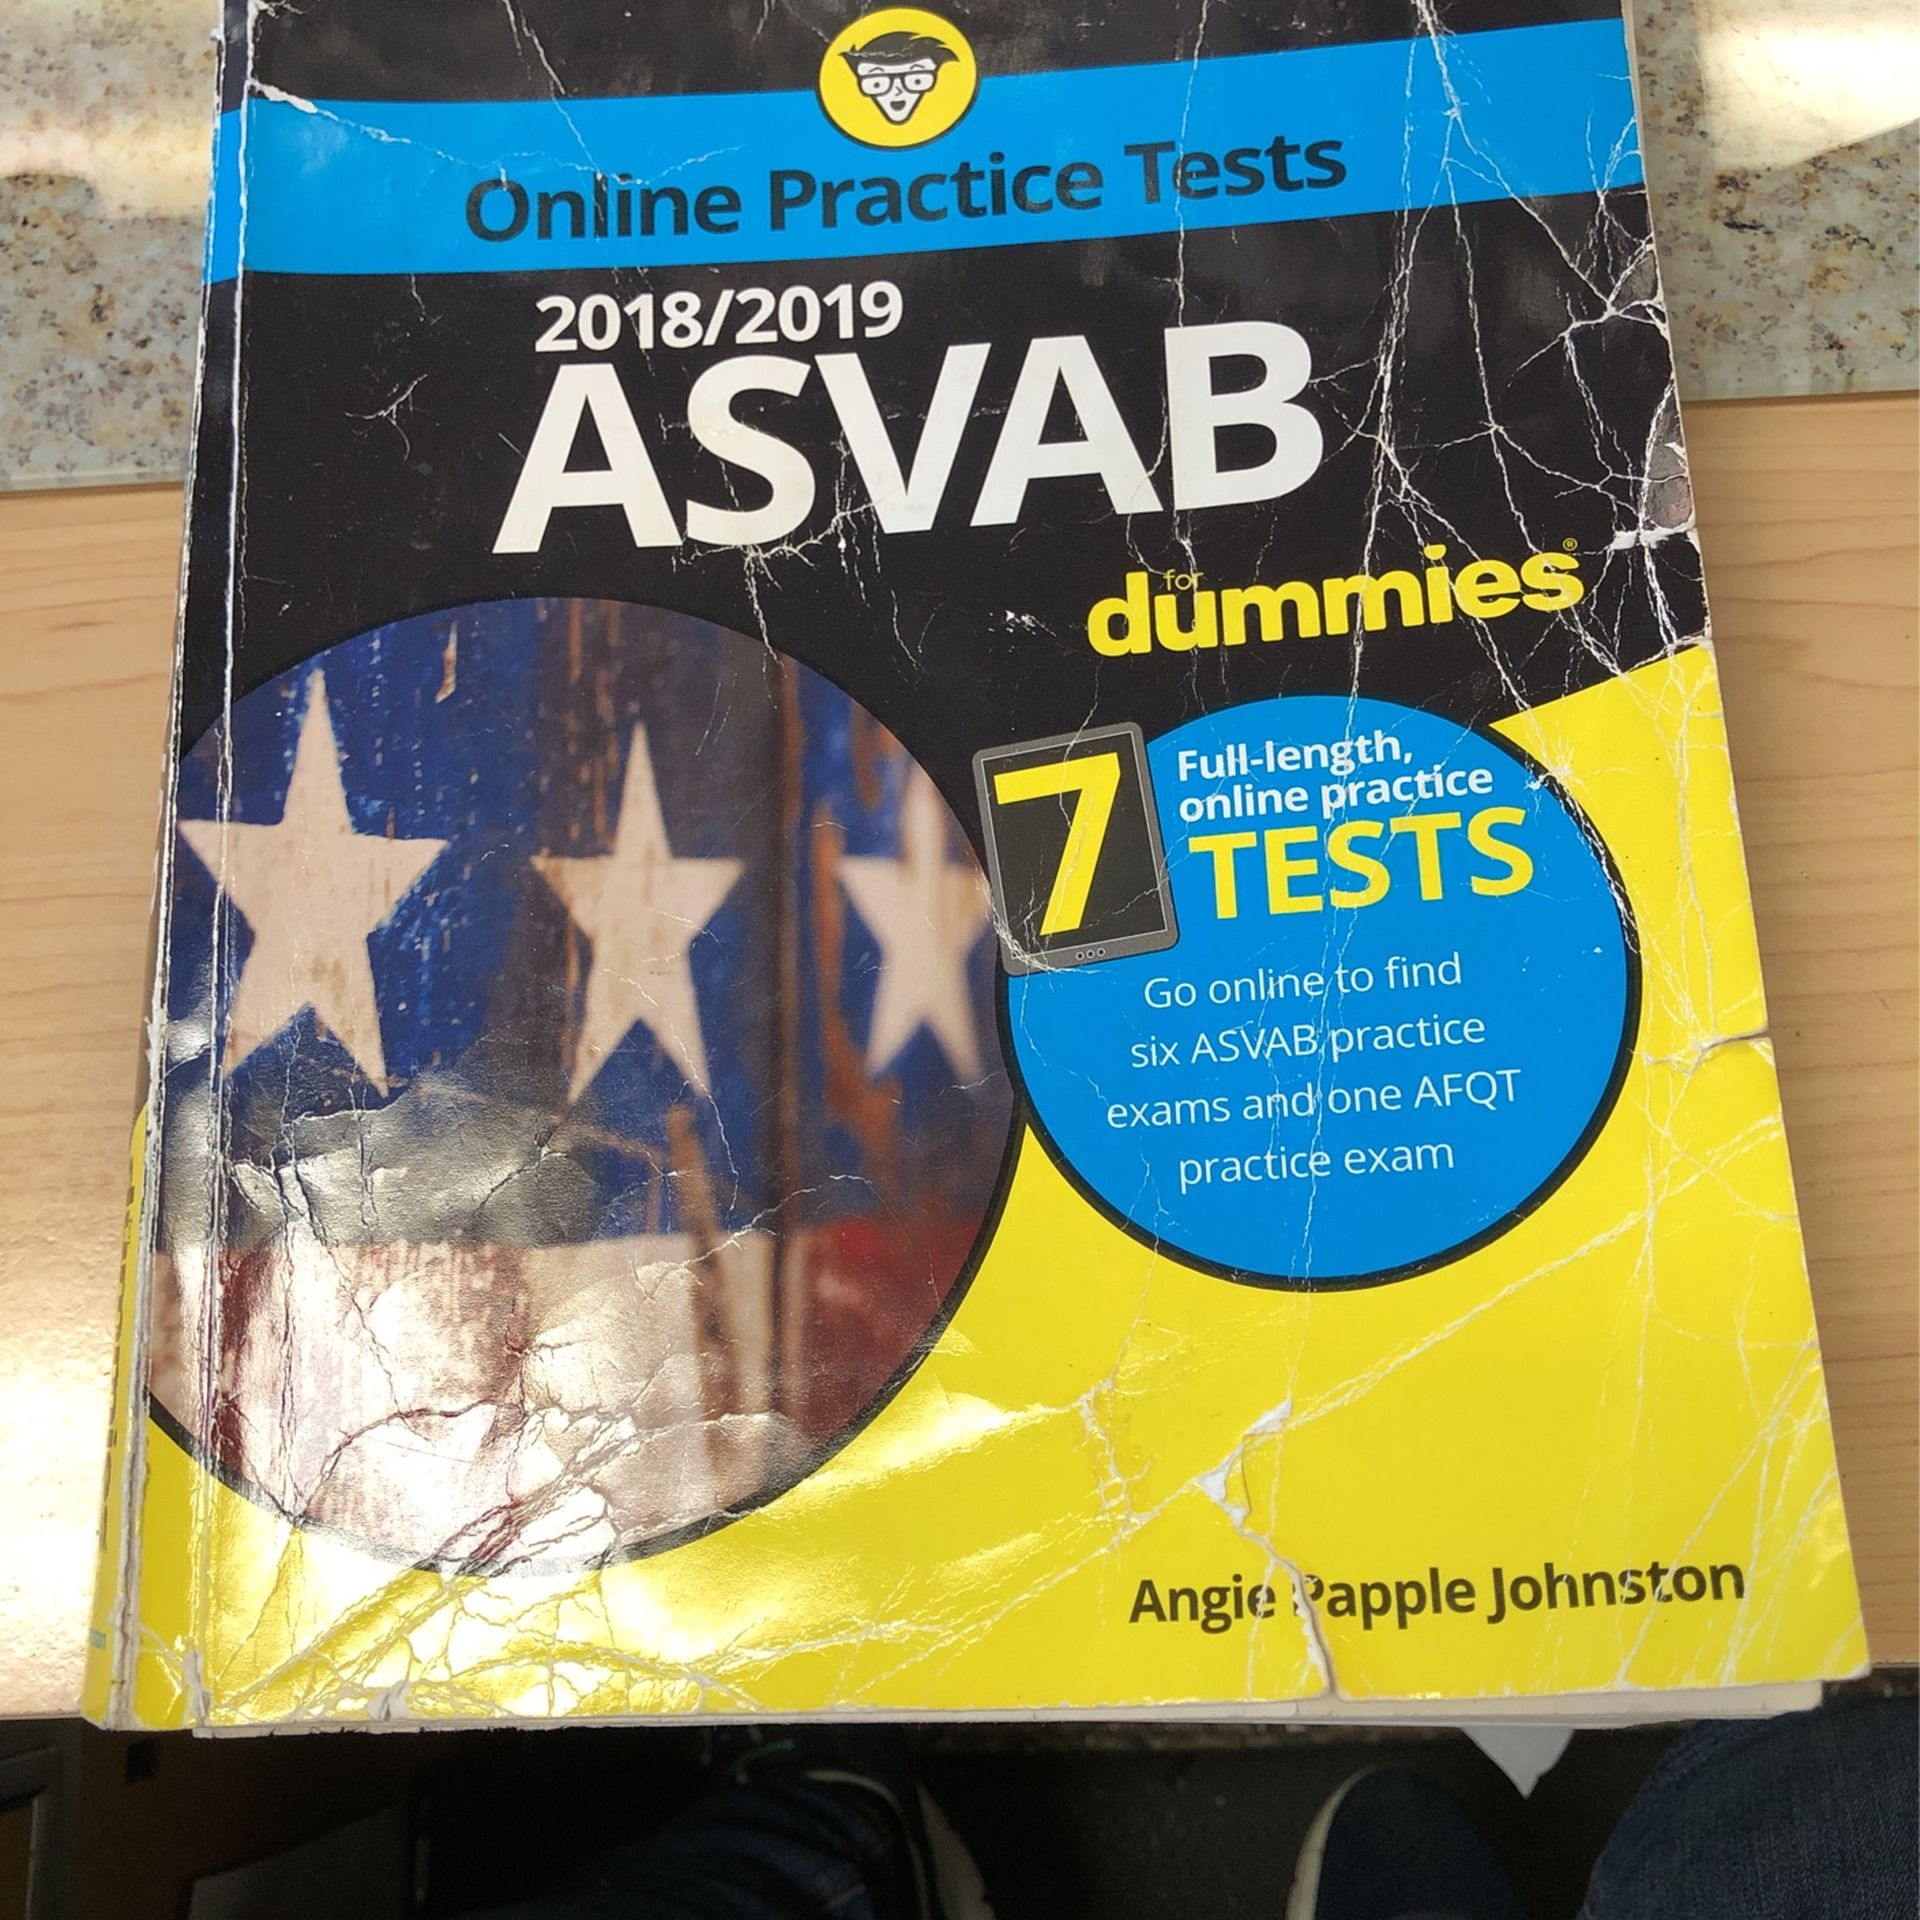 Online Practice Tests
2018/2019
ASVAB
for
dummies®
7
Full-length,
online practice
TESTS
Go online to find
six ASVAB practice
exams and one AFQT
practice exam
Angie Papple Johnston